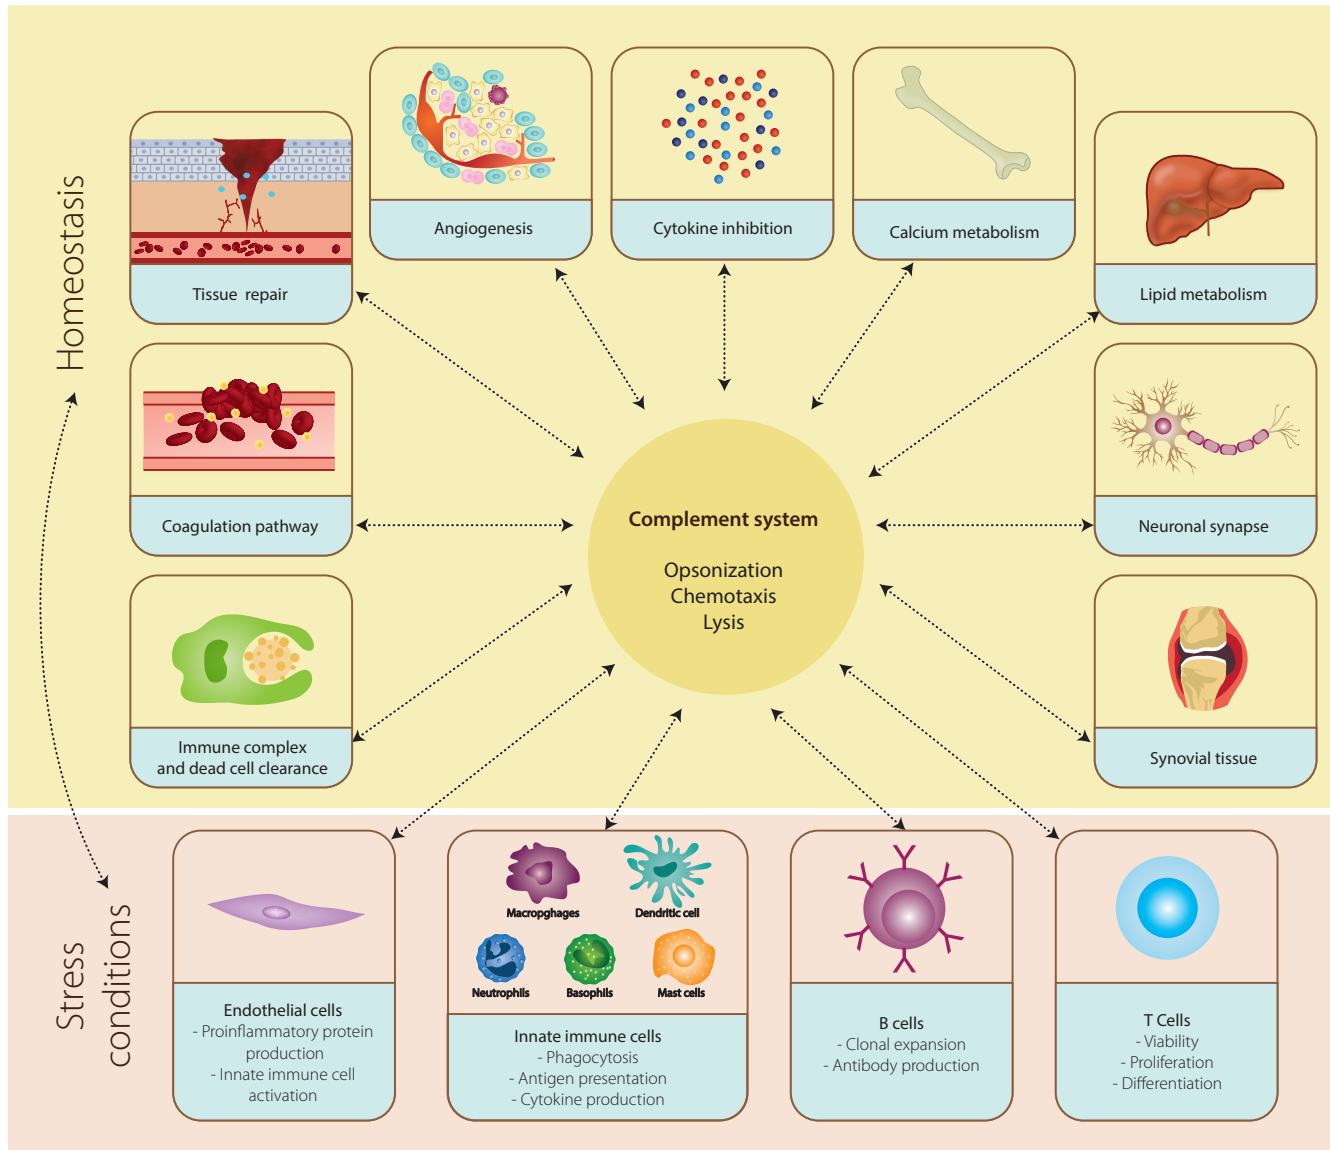 Homeostasis
Angiogenesis
Cytokine inhibition
Calcium metabolism
Tissue repair
Lipid metabolism
Coagulation pathway
Neuronal synapse
Complement system
Opsonization
Chemotaxis
Lysis
Immune complex
and dead cell clearance
Synovial tissue
Stress
conditions
Endothelial cells
- Proinflammatory protein
production
- Innate immune cell
activation
Macropghages
Dendritic cell
Neutrophils
Basophils
Mast cells
Innate immune cells
- Phagocytosis
- Antigen presentation
- Cytokine production
B cells
- Clonal expansion
- Antibody production
T Cells
- Viability
- Proliferation
- Differentiation